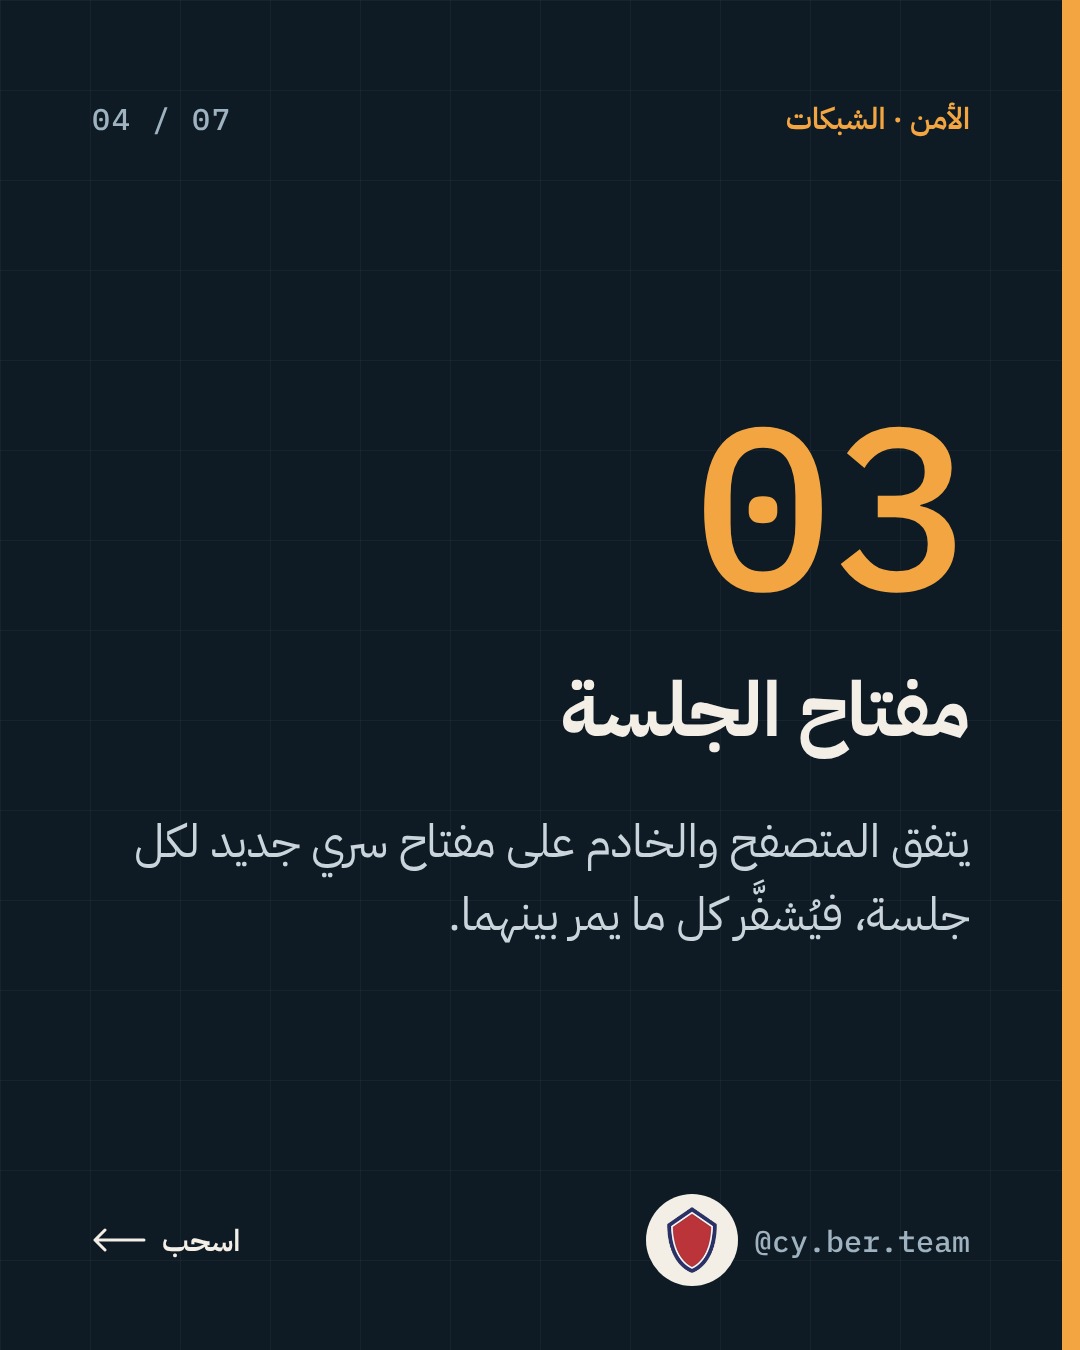 الأمن · الشبكات
04 / 07
03
مفتاح الجلسة
يتفق المتصفح والخادم على مفتاح سري جديد لكل
جلسة، فيُشفَّر كل ما يمر بينهما.
@cy.ber.team
اسحب ←